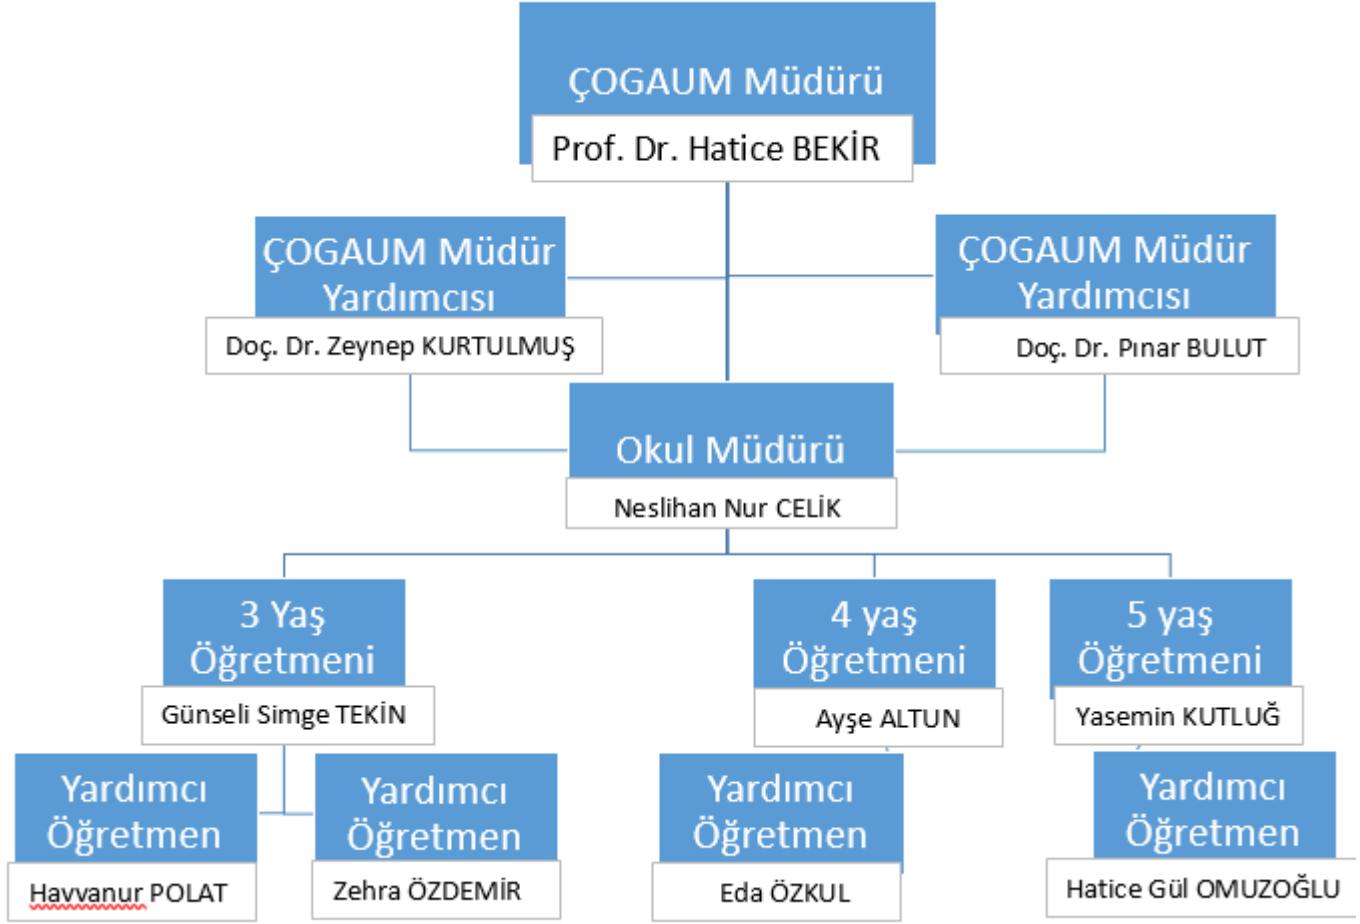 ÇOGAUM Müdürü
Prof. Dr. Hatice BEKİR
ÇOGAUM Müdür
Yardımcısı
Doç. Dr. Zeynep KURTULMUŞ
ÇOGAUM Müdür
Yardımcısı
Doç. Dr. Pınar BULUT
Okul Müdürü
Neslihan Nur CELİK
3 Yaş
Öğretmeni
Günseli Simge TEKİN
4 yaş
Öğretmeni
Ayşe ALTUN
5 yaş
Öğretmeni
Yasemin KUTLUĞ
Yardımcı
Öğretmen
Havvanur POLAT
Yardımcı
Öğretmen
Zehra ÖZDEMİR
Yardımcı
Öğretmen
Eda ÖZKUL
Yardımcı
Öğretmen
Hatice Gül OMUZOĞLU